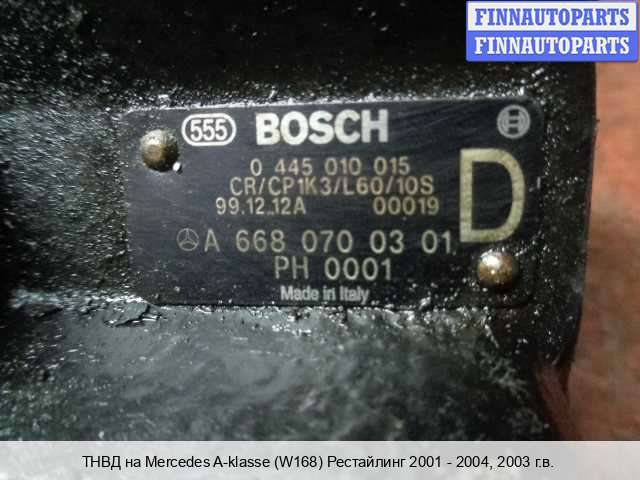 FINNAUTOPARTS
FINNAUTOPARTS
555 BOSCH
0 445 010 015
CR/CP1K3/L60/10S
99.12.12A 00019
D
A 668 070 03 01
PH 0001
Made in Italy
ТНВД на Mercedes A-klasse (W168) Рестайлинг 2001 - 2004, 2003 г.в.